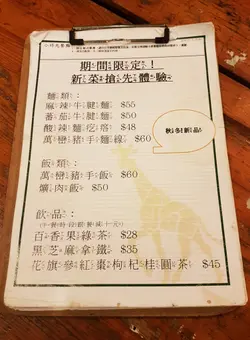 期間限定!
新菜搶先體驗
麵類:
麻辣牛腱麵 $55
蕃茄牛腱麵 $50
酸辣麵疙瘩 $48
萬巒豬手麵線 $60
秋冬新品
飯類:
萬巒豬手飯 $60
爌肉飯 $50
飲品:
百香果綠茶 $28
黑芝麻拿鐵 $35
花旗參紅棗枸杞桂圓茶 $45